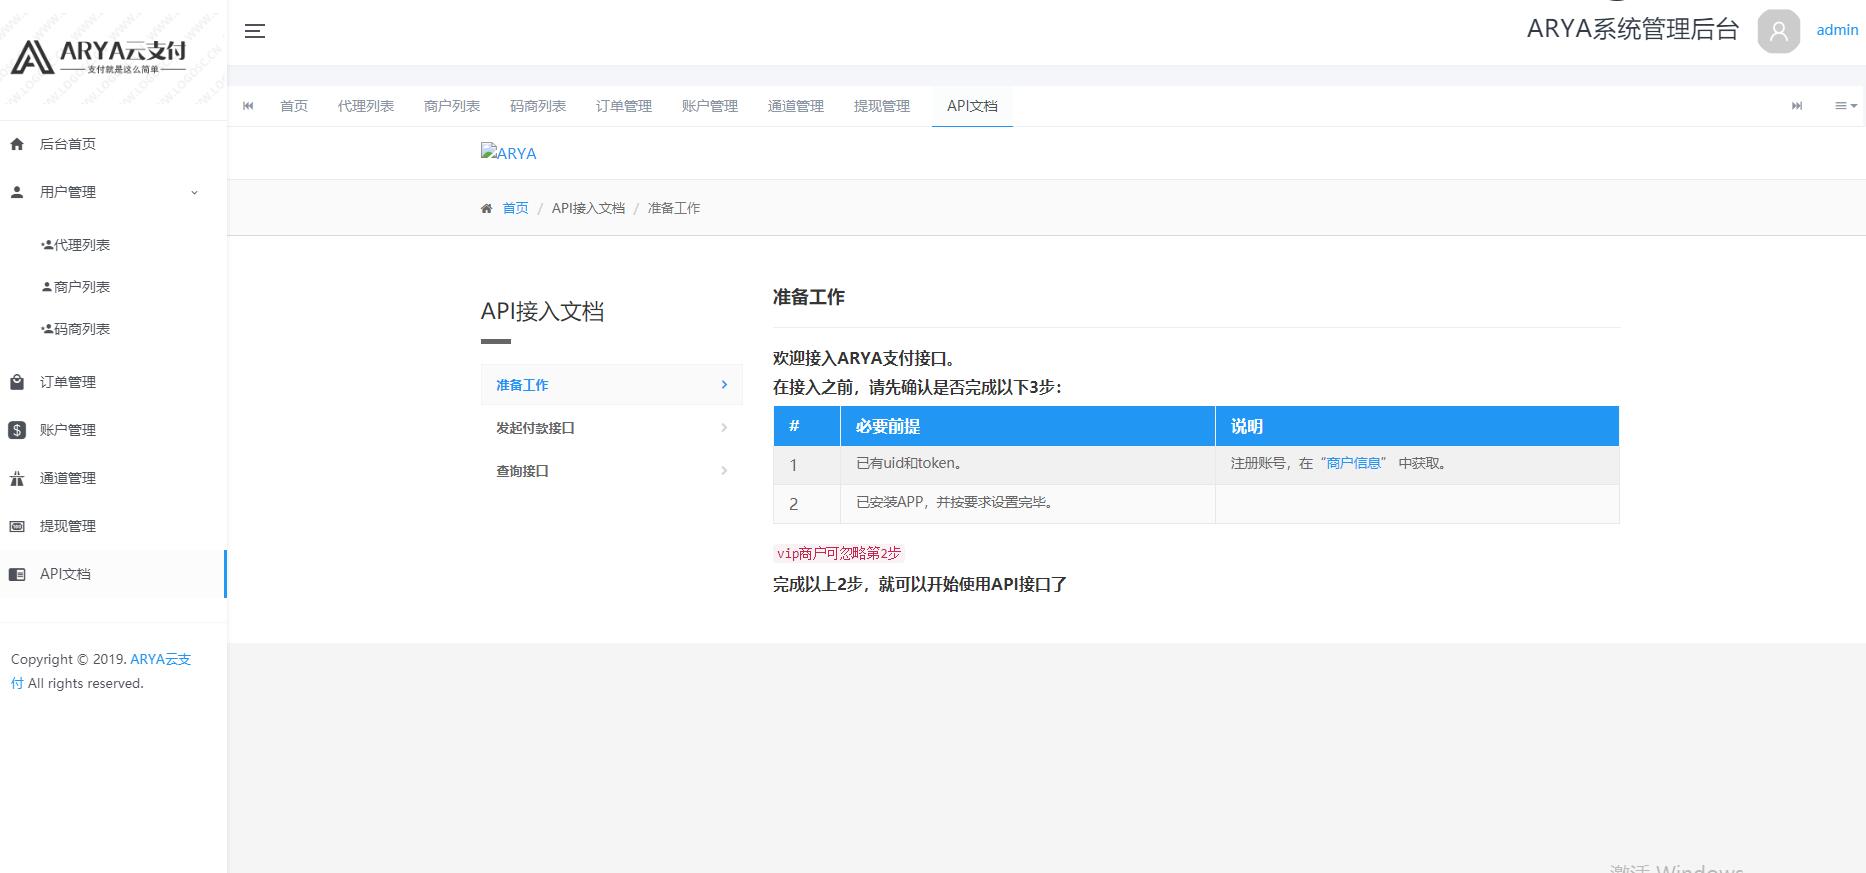 ARYA云支付
支付就是这么简单
ARYA系统管理后台
admin
首页 代理列表 商户列表 码商列表 订单管理 账户管理 通道管理 提现管理 API文档
后台首页
用户管理
代理列表
商户列表
码商列表
订单管理
账户管理
通道管理
提现管理
API文档
Copyright © 2019. ARYA云支
付 All rights reserved.
ARYA
首页 / API接入文档 / 准备工作
API接入文档
准备工作
发起付款接口
查询接口
准备工作
欢迎接入ARYA支付接口。
在接入之前，请先确认是否完成以下3步：
# 必要前提 说明
1 已有uid和token。 注册账号，在“商户信息” 中获取。
2 已安装APP，并按要求设置完毕。
vip商户可忽略第2步
完成以上2步，就可以开始使用API接口了
激活 Windows